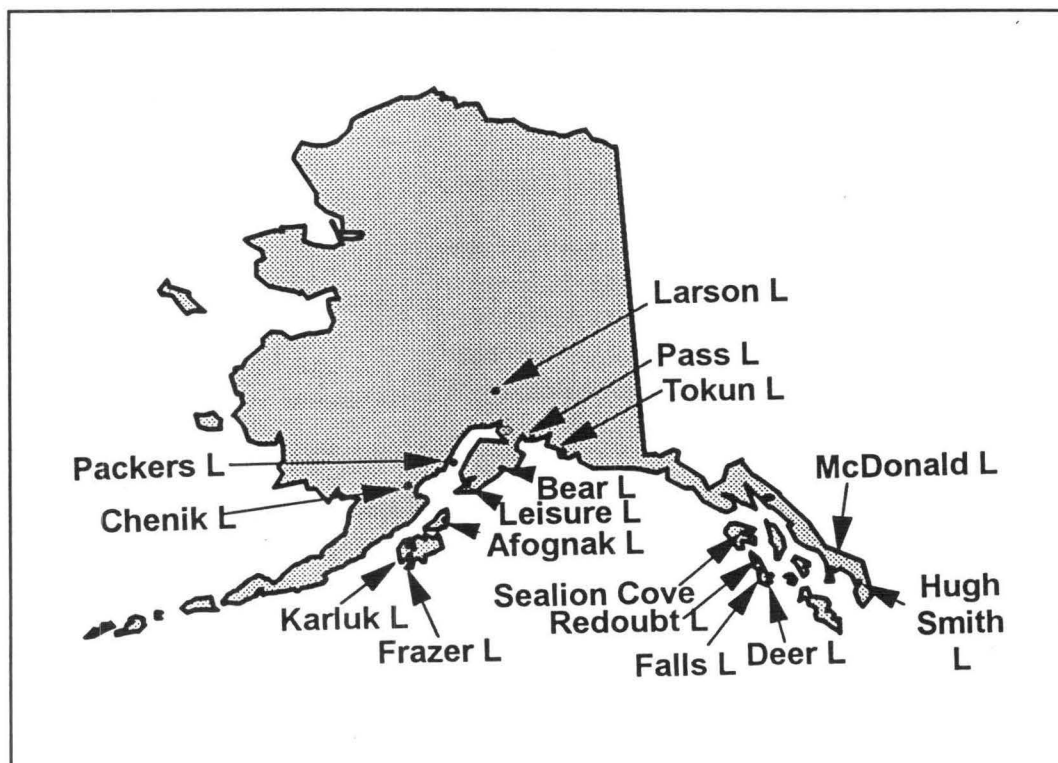 Larson L
Pass L
Tokun L
Packers L
McDonald L
Bear L
Chenik L
Leisure L
Afognak L
Sealion Cove
Hugh
Karluk L
Redoubt L
Smith
Frazer L
Falls L
Deer L
L